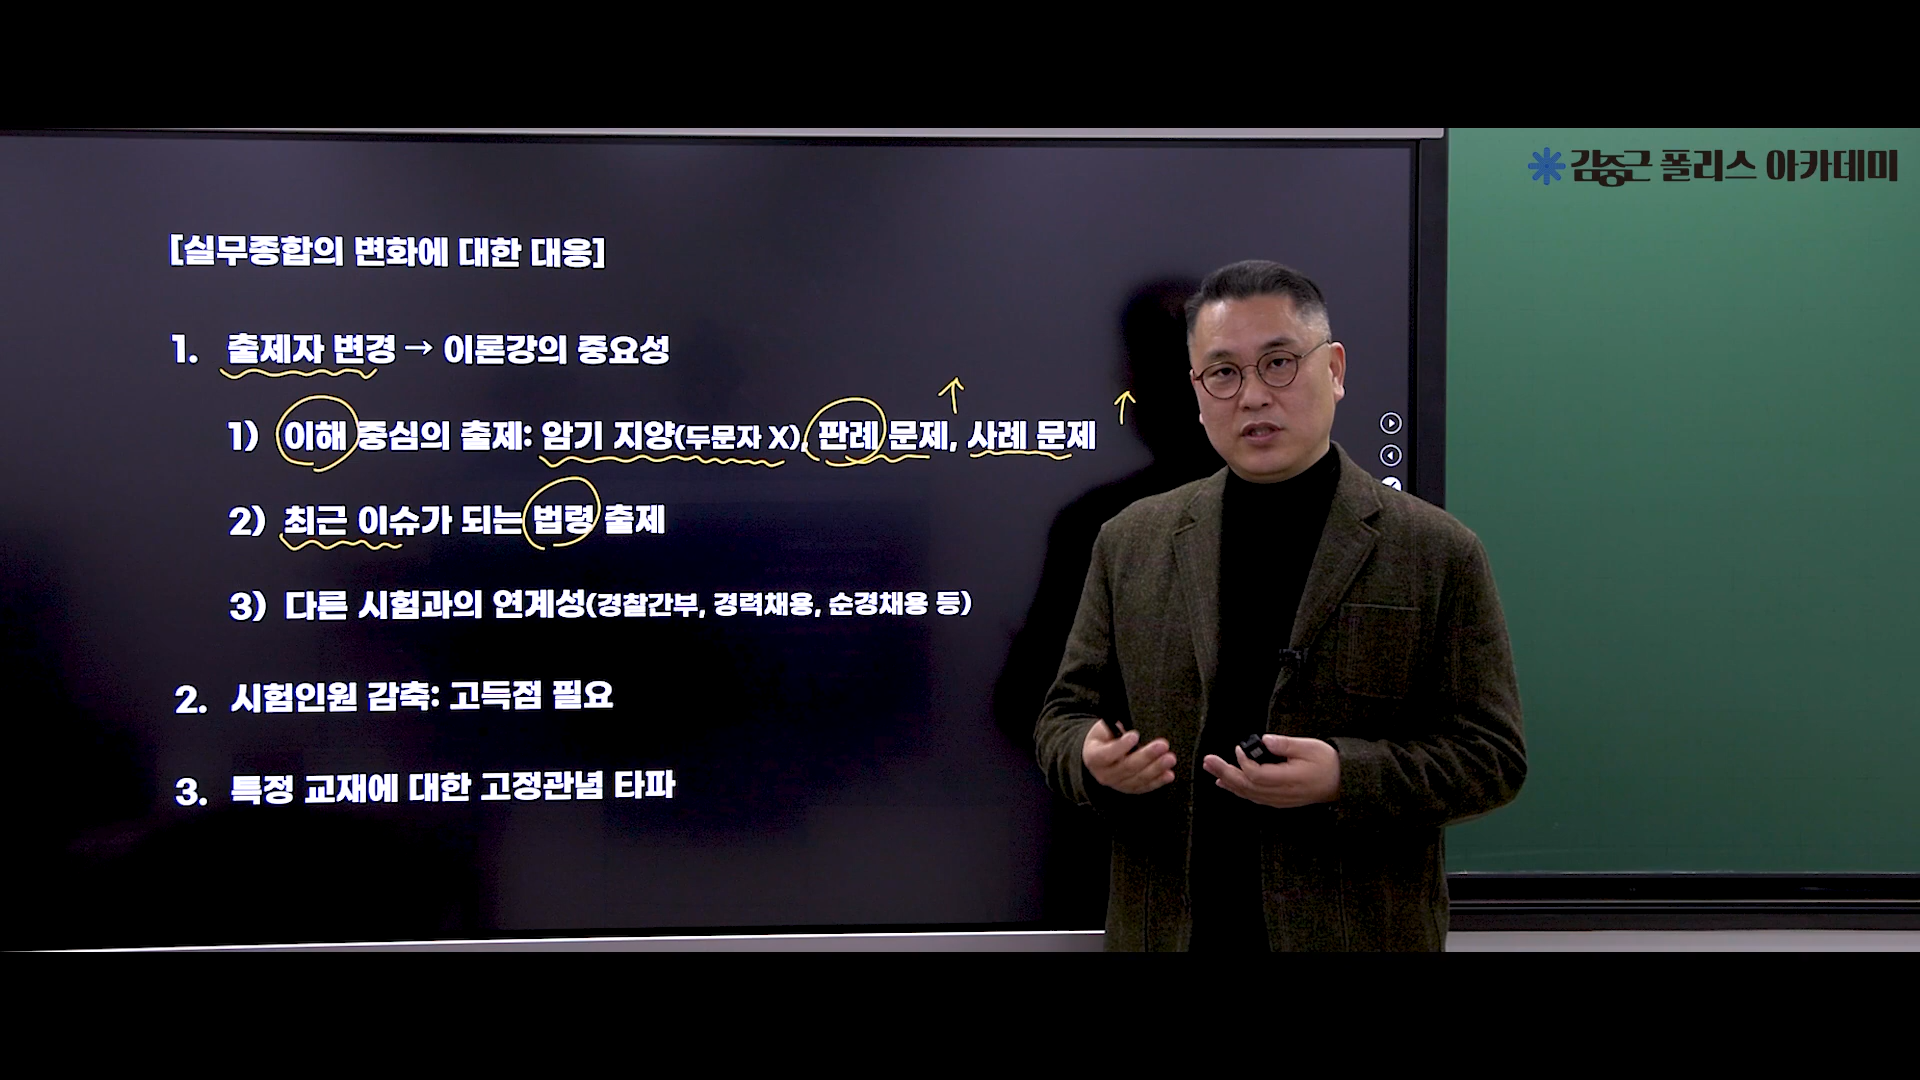 김중근 폴리스 아카데미
[실무종합의 변화에 대한 대응]
1. 출제자 변경 → 이론강의 중요성
1) 이해 중심의 출제: 암기 지양(두문자 X), 판례 문제, 사례 문제
2) 최근 이슈가 되는 법령 출제
3) 다른 시험과의 연계성(경찰간부, 경력채용, 순경채용 등)
2. 시험인원 감축: 고득점 필요
3. 특정 교재에 대한 고정관념 타파